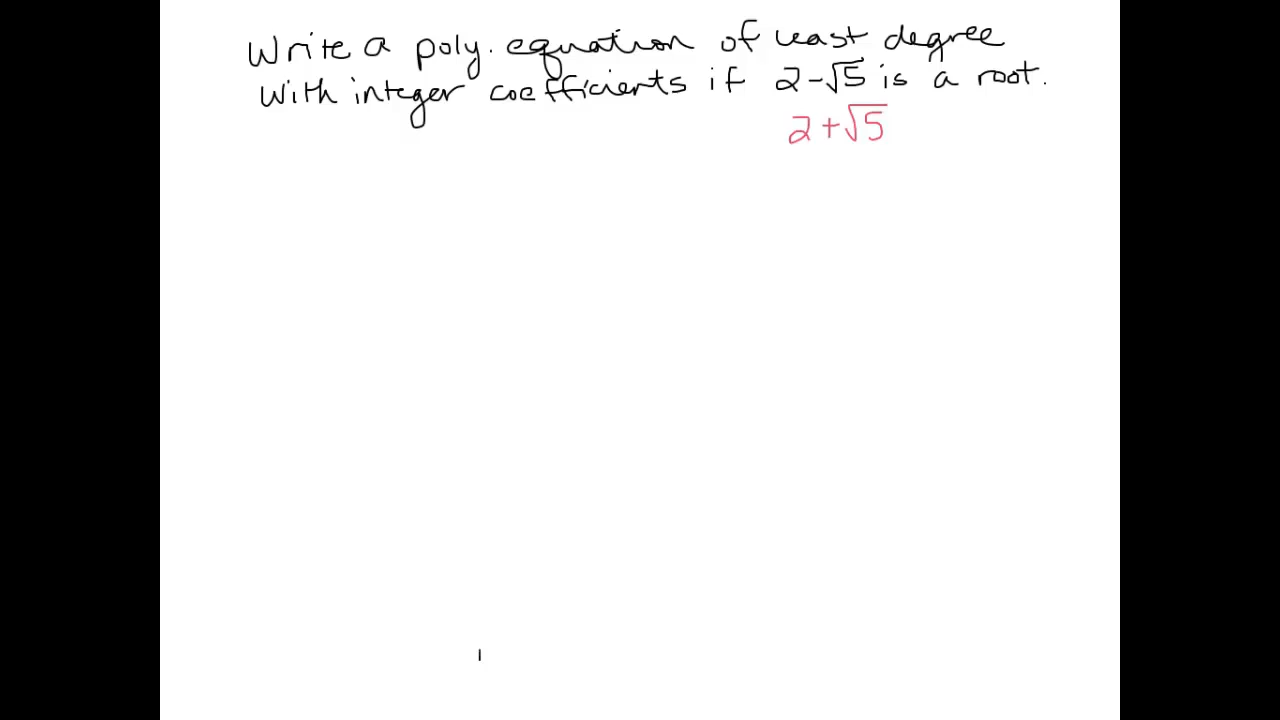 Write a poly. equation of least degree
with integer coefficients if 2-√5 is a root.
2+√5